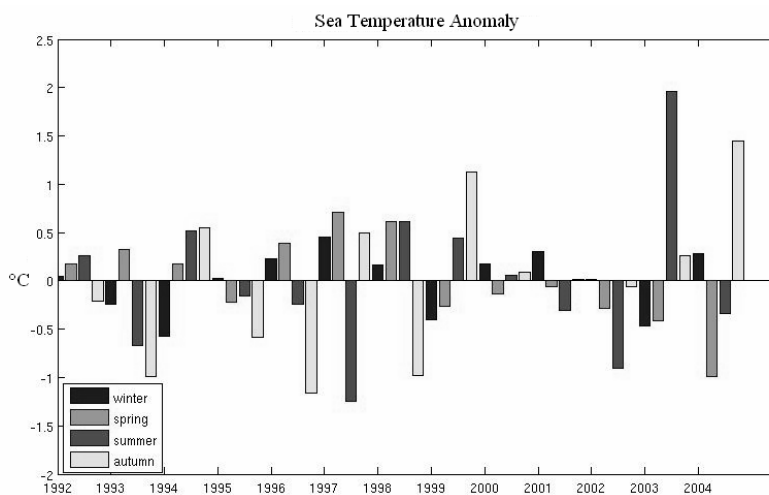 Sea Temperature Anomaly
2.5
2
1.5
1
0.5
°C
0
-0.5
-1
-1.5
-2
winter
spring
summer
autumn
1992 1993 1994 1995 1996 1997 1998 1999 2000 2001 2002 2003 2004